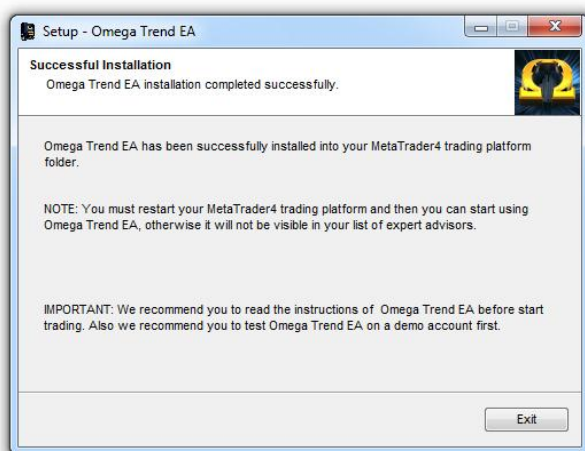 Setup - Omega Trend EA
Successful Installation
Omega Trend EA installation completed successfully.
Omega Trend EA has been successfully installed into your MetaTrader4 trading platform
folder.
NOTE: You must restart your MetaTrader4 trading platform and then you can start using
Omega Trend EA, otherwise it will not be visible in your list of expert advisors.
IMPORTANT: We recommend you to read the instructions of  Omega Trend EA before start
trading. Also we recommend you to test Omega Trend EA on a demo account first.
Exit